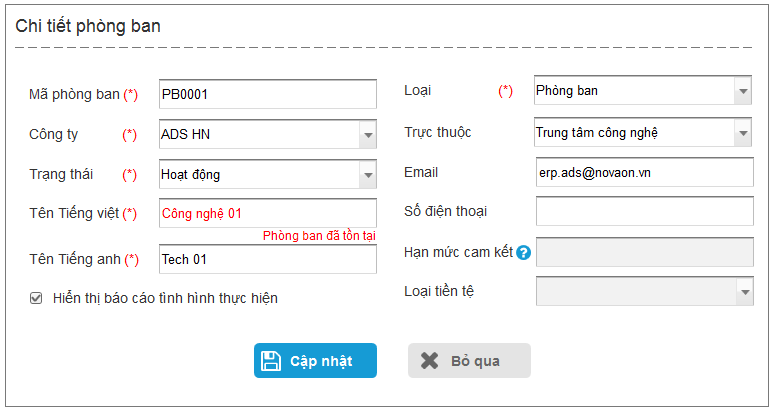 Chi tiết phòng ban
Mã phòng ban (*) PB0001
Loại (*) Phòng ban
Công ty (*) ADS HN
Trực thuộc Trung tâm công nghệ
Trạng thái (*) Hoạt động
Email erp.ads@novaon.vn
Tên Tiếng việt (*) Công nghệ 01
Số điện thoại
Phòng ban đã tồn tại
Tên Tiếng anh (*) Tech 01
Hạn mức cam kết ?
Loại tiền tệ
Hiển thị báo cáo tình hình thực hiện
Cập nhật
Bỏ qua